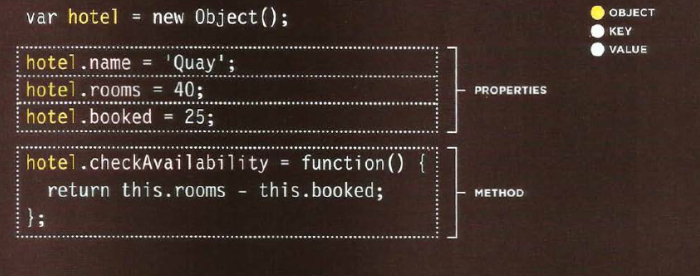 var hotel = new Object();
OBJECT
KEY
VALUE
hotel.name = 'Quay';
hotel.rooms = 40;
hotel.booked = 25;
PROPERTIES
hotel.checkAvailability = function() {
return this.rooms - this.booked;
};
METHOD